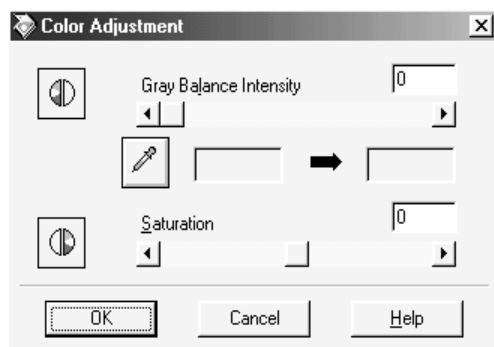 Color Adjustment
Gray Balance Intensity 0
Saturation 0
OK Cancel Help